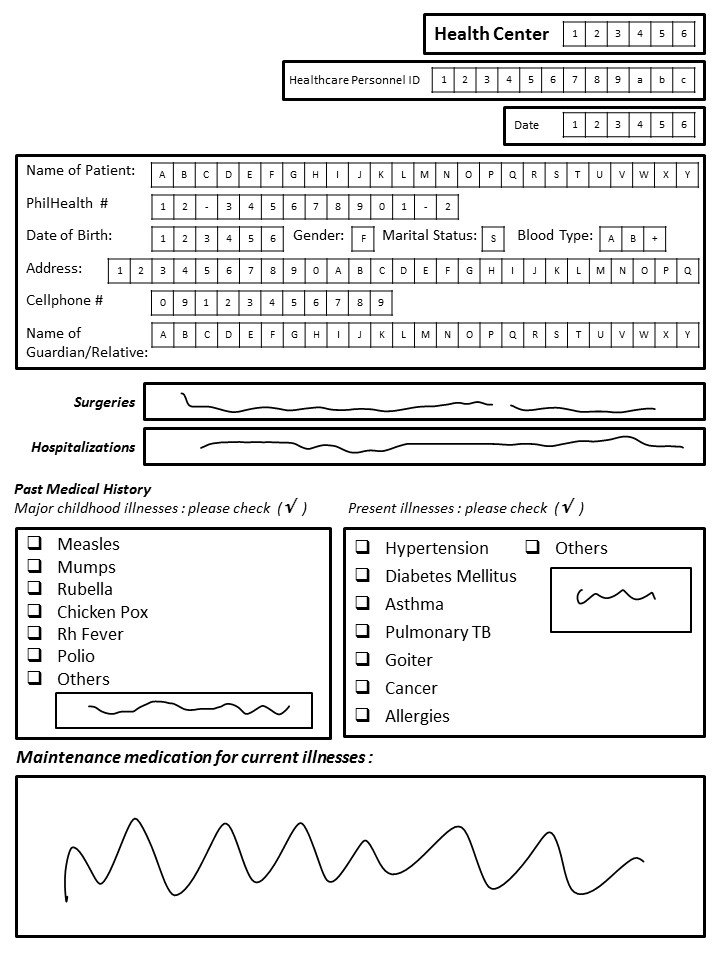 Health Center 1 2 3 4 5 6
Healthcare Personnel ID 1 2 3 4 5 6 7 8 9 a b c
Date 1 2 3 4 5 6
Name of Patient: A B C D E F G H I J K L M N O P Q R S T U V W X Y
PhilHealth # 1 2 - 3 4 5 6 7 8 9 0 1 - 2
Date of Birth: 1 2 3 4 5 6 Gender: F Marital Status: S Blood Type: A B +
Address: 1 2 3 4 5 6 7 8 9 0 A B C D E F G H I J K L M N O P Q
Cellphone # 0 9 1 2 3 4 5 6 7 8 9
Name of
Guardian/Relative: A B C D E F G H I J K L M N O P Q R S T U V W X Y
Surgeries
Hospitalizations
Past Medical History
Major childhood illnesses : please check (√)
Measles
Mumps
Rubella
Chicken Pox
Rh Fever
Polio
Others
Present illnesses : please check (√)
Hypertension
Diabetes Mellitus
Asthma
Pulmonary TB
Goiter
Cancer
Allergies
Others
Maintenance medication for current illnesses :